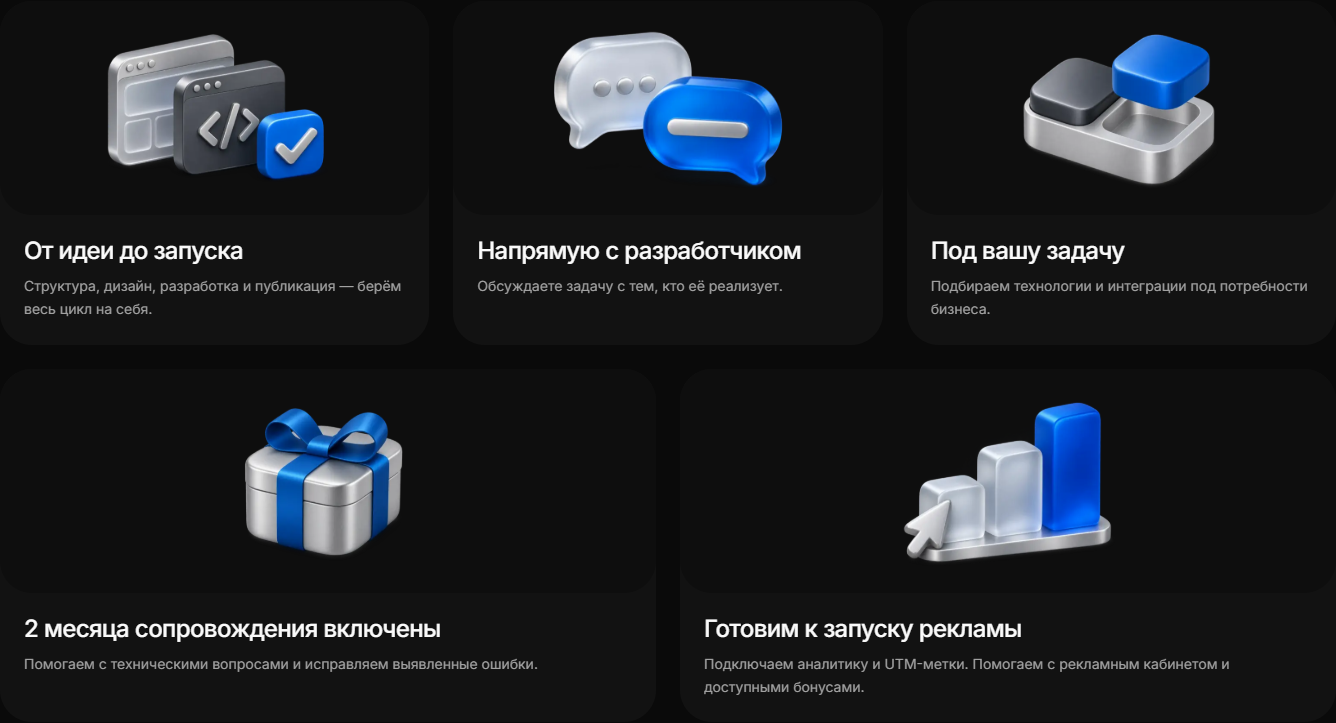 От идеи до запуска
Структура, дизайн, разработка и публикация — берём
весь цикл на себя.
Напрямую с разработчиком
Обсуждаете задачу с тем, кто её реализует.
Под вашу задачу
Подбираем технологии и интеграции под потребности
бизнеса.
2 месяца сопровождения включены
Помогаем с техническими вопросами и исправляем выявленные ошибки.
Готовим к запуску рекламы
Подключаем аналитику и UTM-метки. Помогаем с рекламным кабинетом и
доступными бонусами.